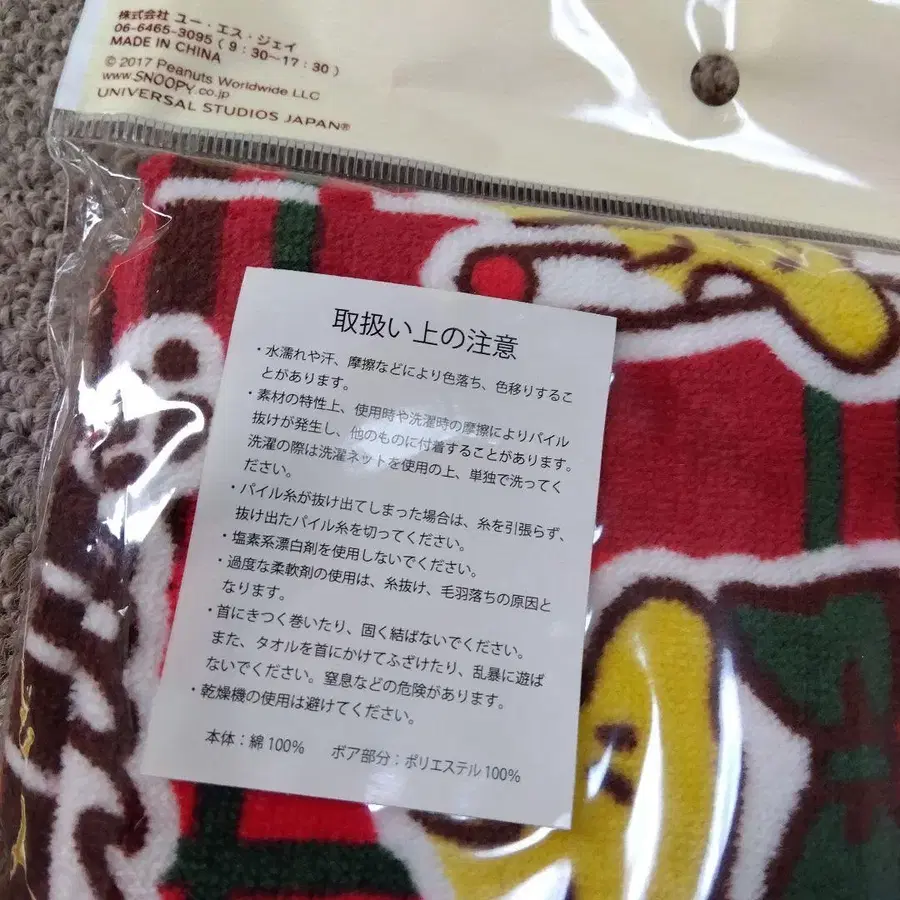 株式会社 ユー・エス・ジェイ
06-6465-3095（9：30～17：30）
MADE IN CHINA
© 2017 Peanuts Worldwide LLC
www.SNOOPY.co.jp
UNIVERSAL STUDIOS JAPAN®
取扱い上の注意
・水濡れや汗、摩擦などにより色落ち、色移りするこ
とがあります。
・素材の特性上、使用時や洗濯時の摩擦によりパイル
抜けが発生し、他のものに付着することがあります。
洗濯の際は洗濯ネットを使用の上、単独で洗ってく
ださい。
・パイル糸が抜け出てしまった場合は、糸を引張らず、
抜け出たパイル糸を切ってください。
・塩素系漂白剤を使用しないでください。
・過度な柔軟剤の使用は、糸抜け、毛羽落ちの原因と
なります。
・首にきつく巻いたり、固く結ばないでください。
また、タオルを首にかけてふざけたり、乱暴に遊ば
ないでください。窒息などの危険があります。
・乾燥機の使用は避けてください。
本体：綿 100%　ボア部分：ポリエステル 100%